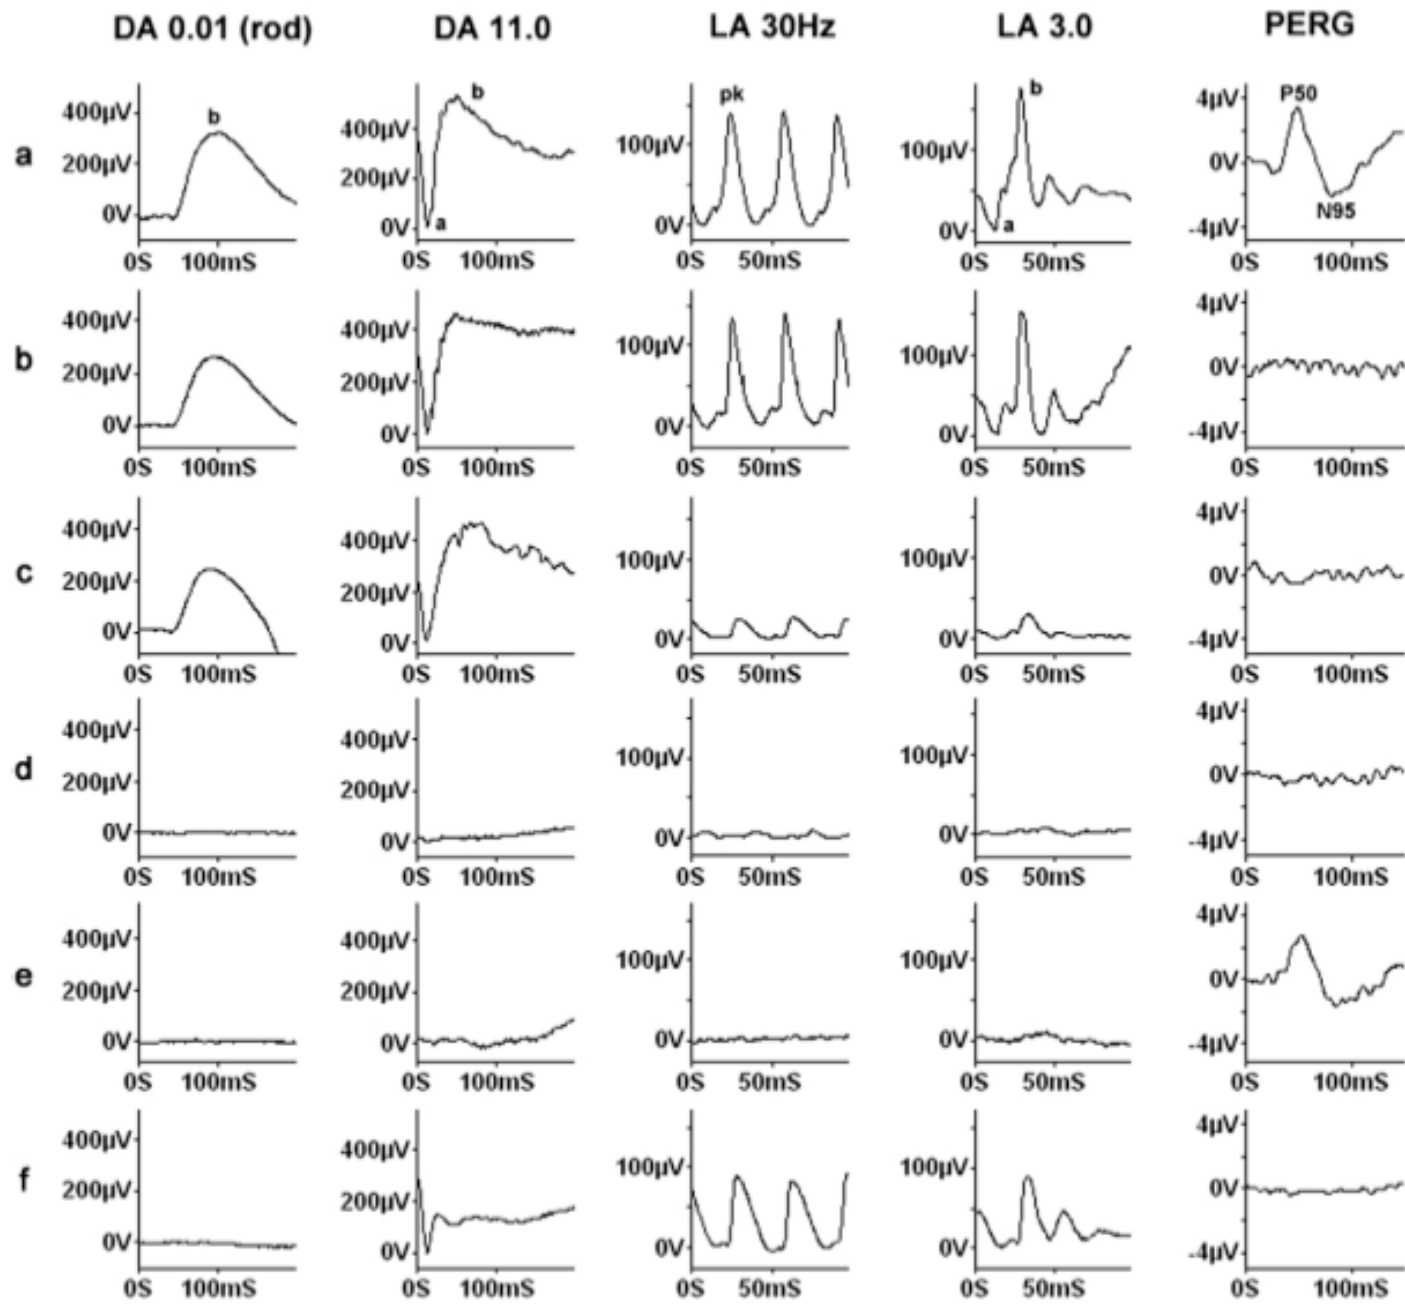 DA 0.01 (rod) DA 11.0 LA 30Hz LA 3.0 PERG
a
400µV 200µV 0V b 0S 100mS
400µV 200µV 0V b a 0S 100mS
100µV 0V pk 0S 50mS
100µV 0V b a 0S 50mS
4µV 0V -4µV P50 N95 0S 100mS
b
400µV 200µV 0V 0S 100mS
400µV 200µV 0V 0S 100mS
100µV 0V 0S 50mS
100µV 0V 0S 50mS
4µV 0V -4µV 0S 100mS
c
400µV 200µV 0V 0S 100mS
400µV 200µV 0V 0S 100mS
100µV 0V 0S 50mS
100µV 0V 0S 50mS
4µV 0V -4µV 0S 100mS
d
400µV 200µV 0V 0S 100mS
400µV 200µV 0V 0S 100mS
100µV 0V 0S 50mS
100µV 0V 0S 50mS
4µV 0V -4µV 0S 100mS
e
400µV 200µV 0V 0S 100mS
400µV 200µV 0V 0S 100mS
100µV 0V 0S 50mS
100µV 0V 0S 50mS
4µV 0V -4µV 0S 100mS
f
400µV 200µV 0V 0S 100mS
400µV 200µV 0V 0S 100mS
100µV 0V 0S 50mS
100µV 0V 0S 50mS
4µV 0V -4µV 0S 100mS